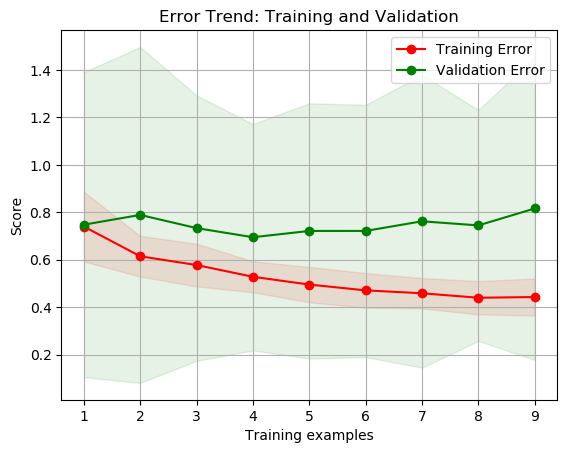 Error Trend: Training and Validation
Training Error
Validation Error
Score
1.4
1.2
1.0
0.8
0.6
0.4
0.2
1 2 3 4 5 6 7 8 9
Training examples